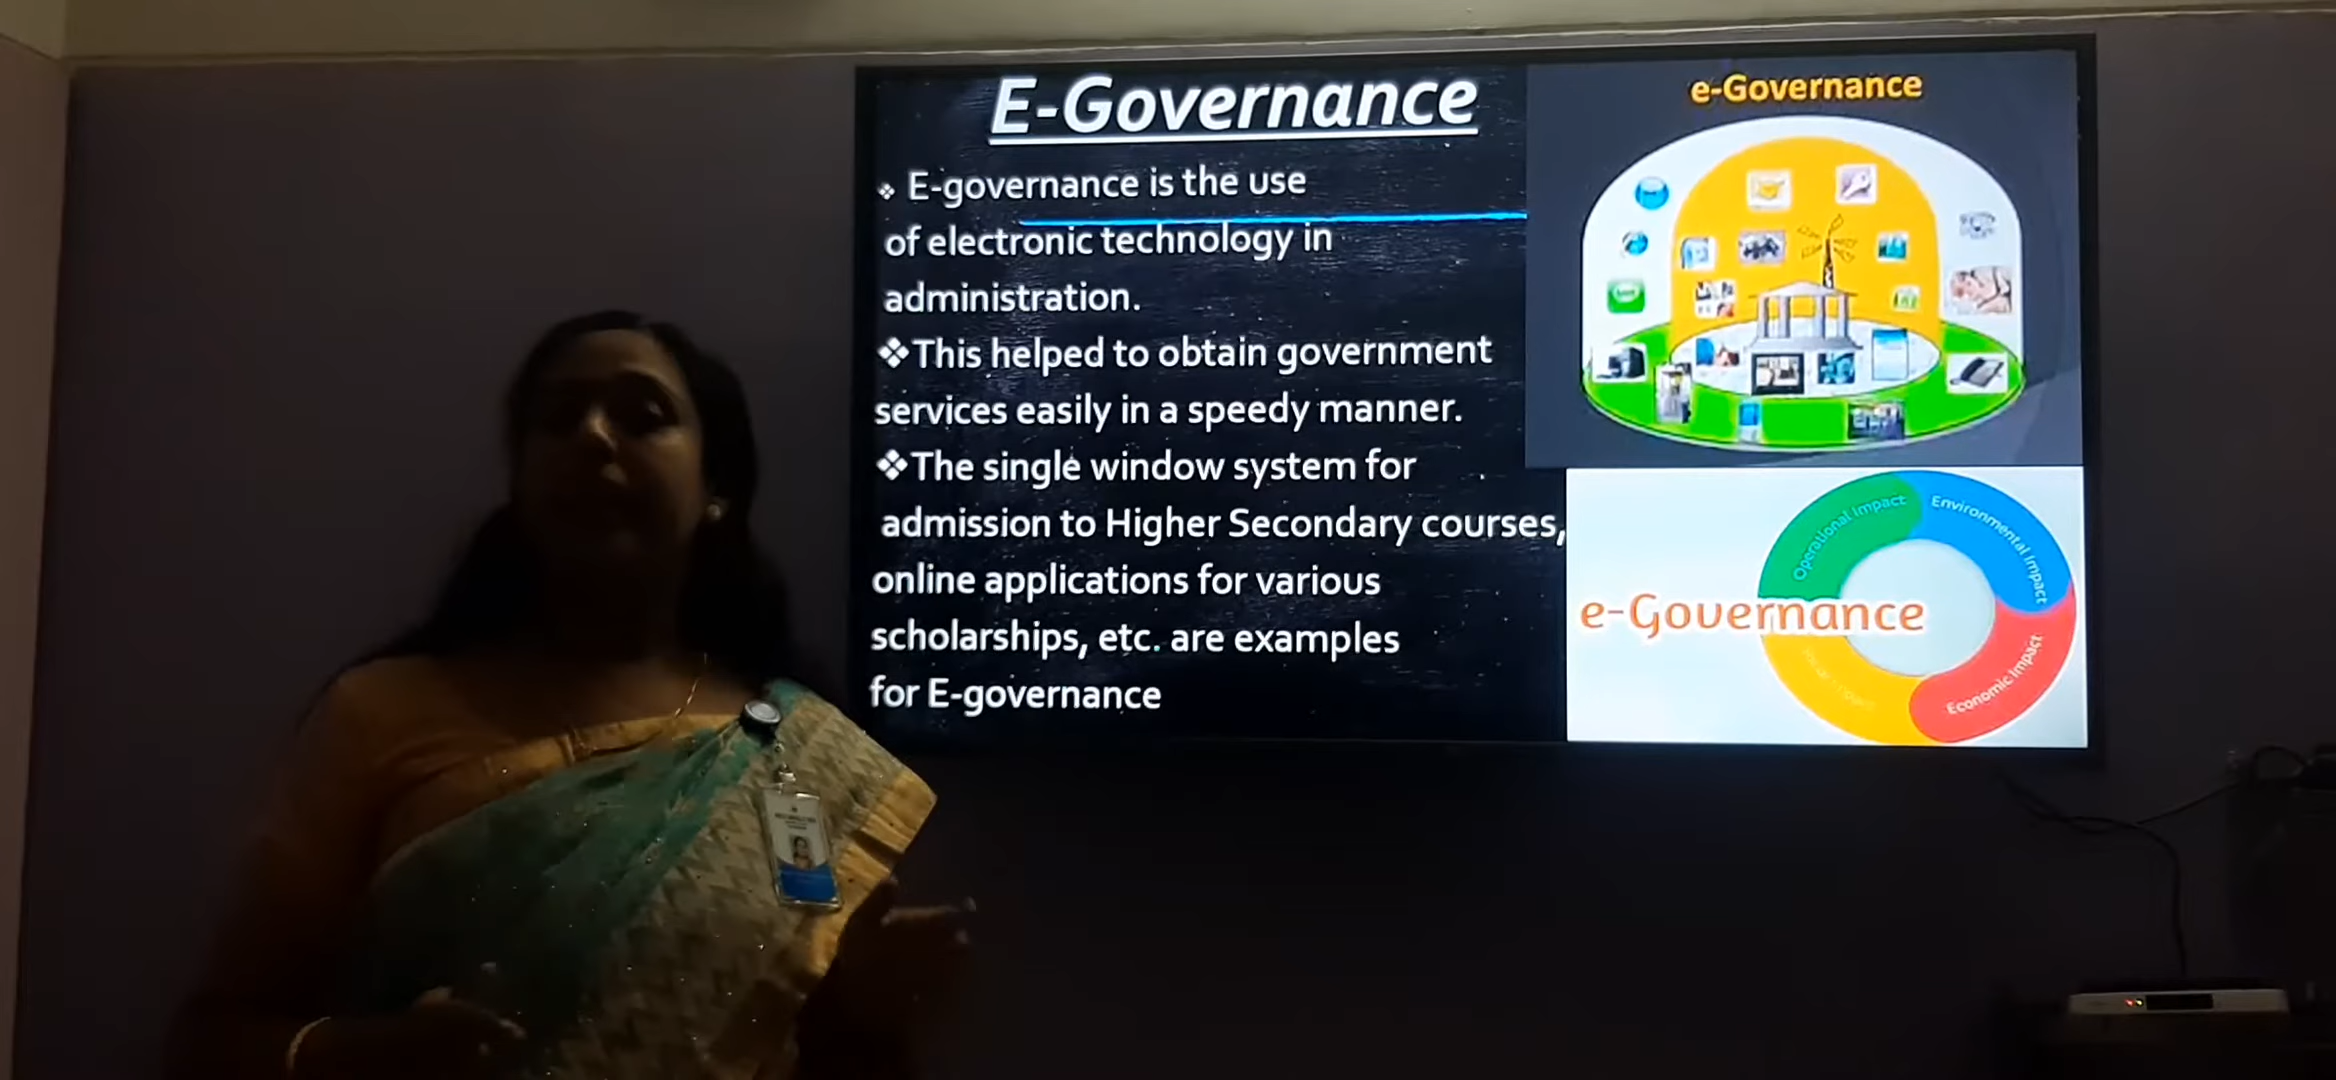 E-Governance
❖ E-governance is the use
of electronic technology in
administration.
❖This helped to obtain government
services easily in a speedy manner.
❖The single window system for
admission to Higher Secondary courses,
online applications for various
scholarships, etc. are examples
for E-governance
e-Governance
Operational Impact
Environmental Impact
e-Governance
Economic Impact